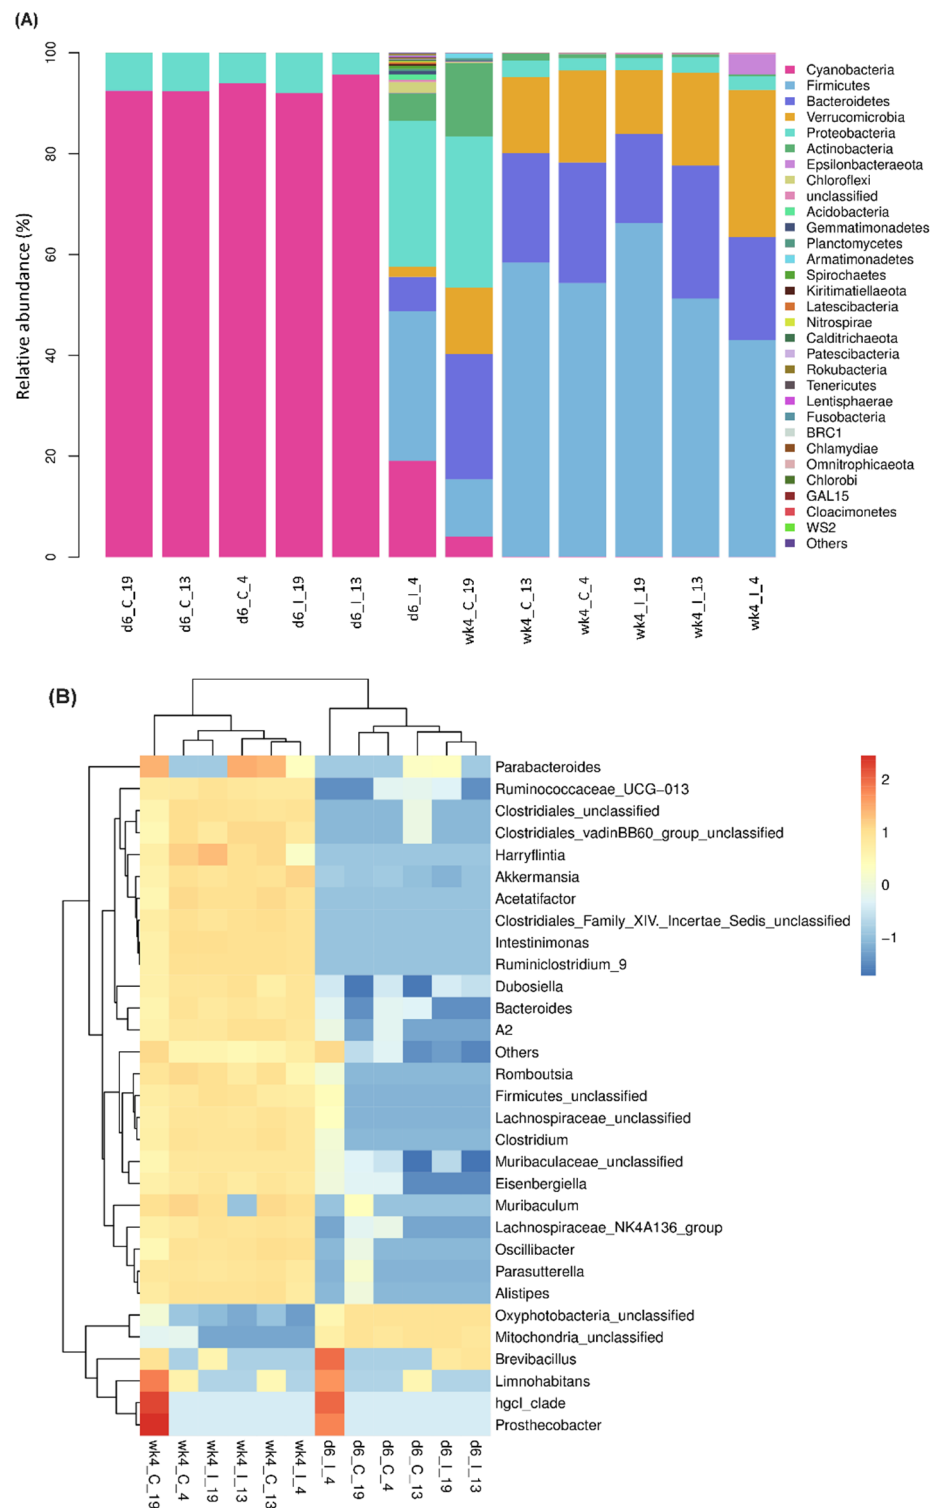 (A)
Relative abundance (%)
100
80
60
40
20
0
Cyanobacteria
Firmicutes
Bacteroidetes
Verrucomicrobia
Proteobacteria
Actinobacteria
Epsilonbacteraeota
Chloroflexi
unclassified
Acidobacteria
Gemmatimonadetes
Planctomycetes
Armatimonadetes
Spirochaetes
Kiritimatiellaeota
Latescibacteria
Nitrospirae
Calditrichaeota
Patescibacteria
Rokubacteria
Tenericutes
Lentisphaerae
Fusobacteria
BRC1
Chlamydiae
Omnitrophicaeota
Chlorobi
GAL15
Cloacimonetes
WS2
Others
d6_C_19
d6_C_13
d6_C_4
d6_I_19
d6_I_13
d6_I_4
wk4_C_19
wk4_C_13
wk4_C_4
wk4_I_19
wk4_I_13
wk4_I_4
(B)
Parabacteroides
Ruminococcaceae_UCG−013
Clostridiales_unclassified
Clostridiales_vadinBB60_group_unclassified
Harryflintia
Akkermansia
Acetatifactor
Clostridiales_Family_XIV._Incertae_Sedis_unclassified
Intestinimonas
Ruminiclostridium_9
Dubosiella
Bacteroides
A2
Others
Romboutsia
Firmicutes_unclassified
Lachnospiraceae_unclassified
Clostridium
Muribaculaceae_unclassified
Eisenbergiella
Muribaculum
Lachnospiraceae_NK4A136_group
Oscillibacter
Parasutterella
Alistipes
Oxyphotobacteria_unclassified
Mitochondria_unclassified
Brevibacillus
Limnohabitans
hgcI_clade
Prosthecobacter
2
1
0
−1
wk4_C_19
wk4_C_4
wk4_I_19
wk4_I_13
wk4_C_13
wk4_I_4
d6_I_4
d6_C_19
d6_C_4
d6_C_13
d6_I_19
d6_I_13